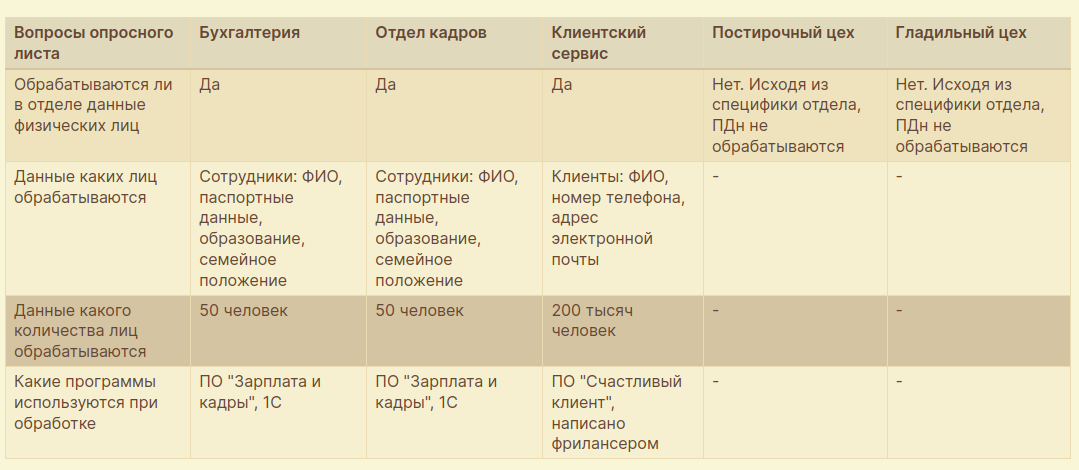 Вопросы опросного
листа
Бухгалтерия
Отдел кадров
Клиентский
сервис
Постирочный цех
Гладильный цех
Обрабатываются ли
в отделе данные
физических лиц
Да
Да
Да
Нет. Исходя из
специфики отдела,
ПДн не
обрабатываются
Нет. Исходя из
специфики отдела,
ПДн не
обрабатываются
Данные каких лиц
обрабатываются
Сотрудники: ФИО,
паспортные
данные,
образование,
семейное
положение
Сотрудники: ФИО,
паспортные
данные,
образование,
семейное
положение
Клиенты: ФИО,
номер телефона,
адрес
электронной
почты
-
-
Данные какого
количества лиц
обрабатываются
50 человек
50 человек
200 тысяч
человек
-
-
Какие программы
используются при
обработке
ПО "Зарплата и
кадры", 1С
ПО "Зарплата и
кадры", 1С
ПО "Счастливый
клиент",
написано
фрилансером
-
-